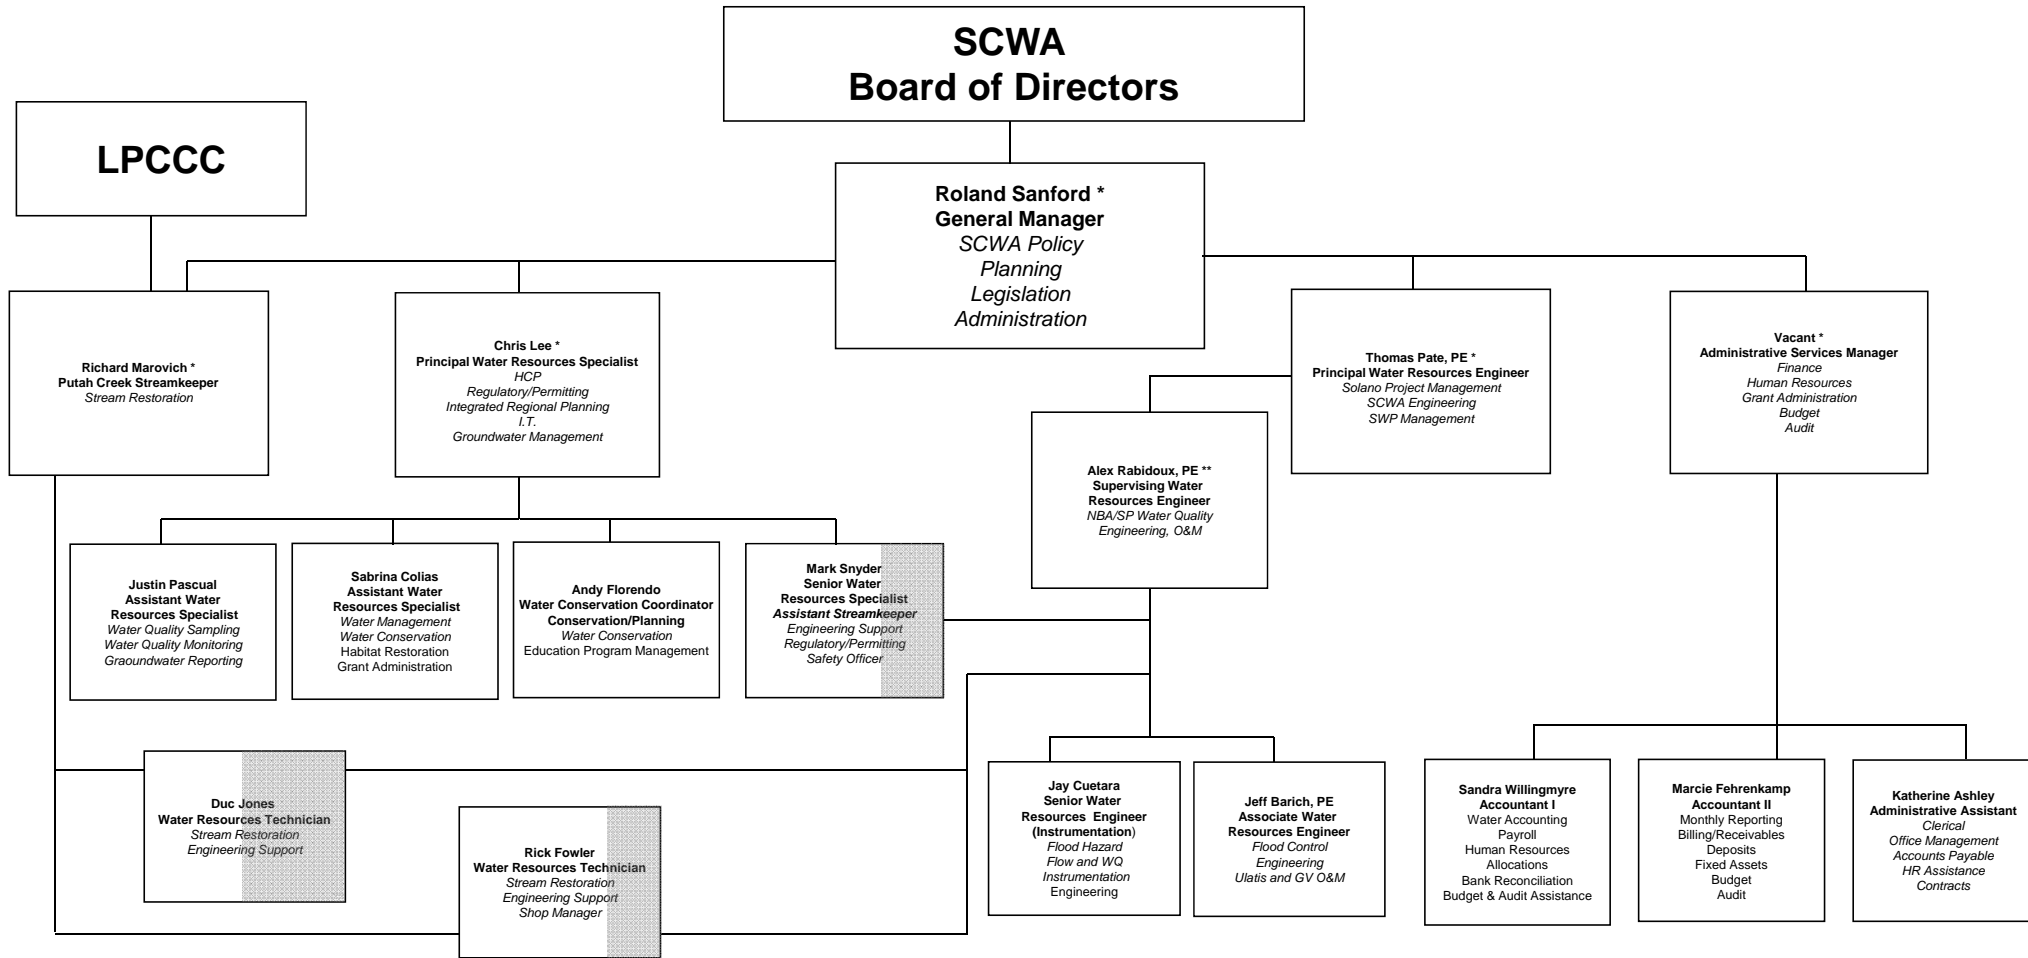 SCWA
Board of Directors
LPCCC
Roland Sanford *
General Manager
SCWA Policy
Planning
Legislation
Administration
Richard Marovich *
Putah Creek Streamkeeper
Stream Restoration
Chris Lee *
Principal Water Resources Specialist
HCP
Regulatory/Permitting
Integrated Regional Planning
I.T.
Groundwater Management
Thomas Pate, PE *
Principal Water Resources Engineer
Solano Project Management
SCWA Engineering
SWP Management
Vacant *
Administrative Services Manager
Finance
Human Resources
Grant Administration
Budget
Audit
Alex Rabidoux, PE **
Supervising Water
Resources Engineer
NBA/SP Water Quality
Engineering, O&M
Justin Pascual
Assistant Water
Resources Specialist
Water Quality Sampling
Water Quality Monitoring
Graoundwater Reporting
Sabrina Colias
Assistant Water
Resources Specialist
Water Management
Water Conservation
Habitat Restoration
Grant Administration
Andy Florendo
Water Conservation Coordinator
Conservation/Planning
Water Conservation
Education Program Management
Mark Snyder
Senior Water
Resources Specialist
Assistant Streamkeeper
Engineering Support
Regulatory/Permitting
Safety Officer
Duc Jones
Water Resources Technician
Stream Restoration
Engineering Support
Rick Fowler
Water Resources Technician
Stream Restoration
Engineering Support
Shop Manager
Jay Cuetara
Senior Water
Resources Engineer
(Instrumentation)
Flood Hazard
Flow and WQ
Instrumentation
Engineering
Jeff Barich, PE
Associate Water
Resources Engineer
Flood Control
Engineering
Ulatis and GV O&M
Sandra Willingmyre
Accountant I
Water Accounting
Payroll
Human Resources
Allocations
Bank Reconciliation
Budget & Audit Assistance
Marcie Fehrenkamp
Accountant II
Monthly Reporting
Billing/Receivables
Deposits
Fixed Assets
Budget
Audit
Katherine Ashley
Administrative Assistant
Clerical
Office Management
Accounts Payable
HR Assistance
Contracts